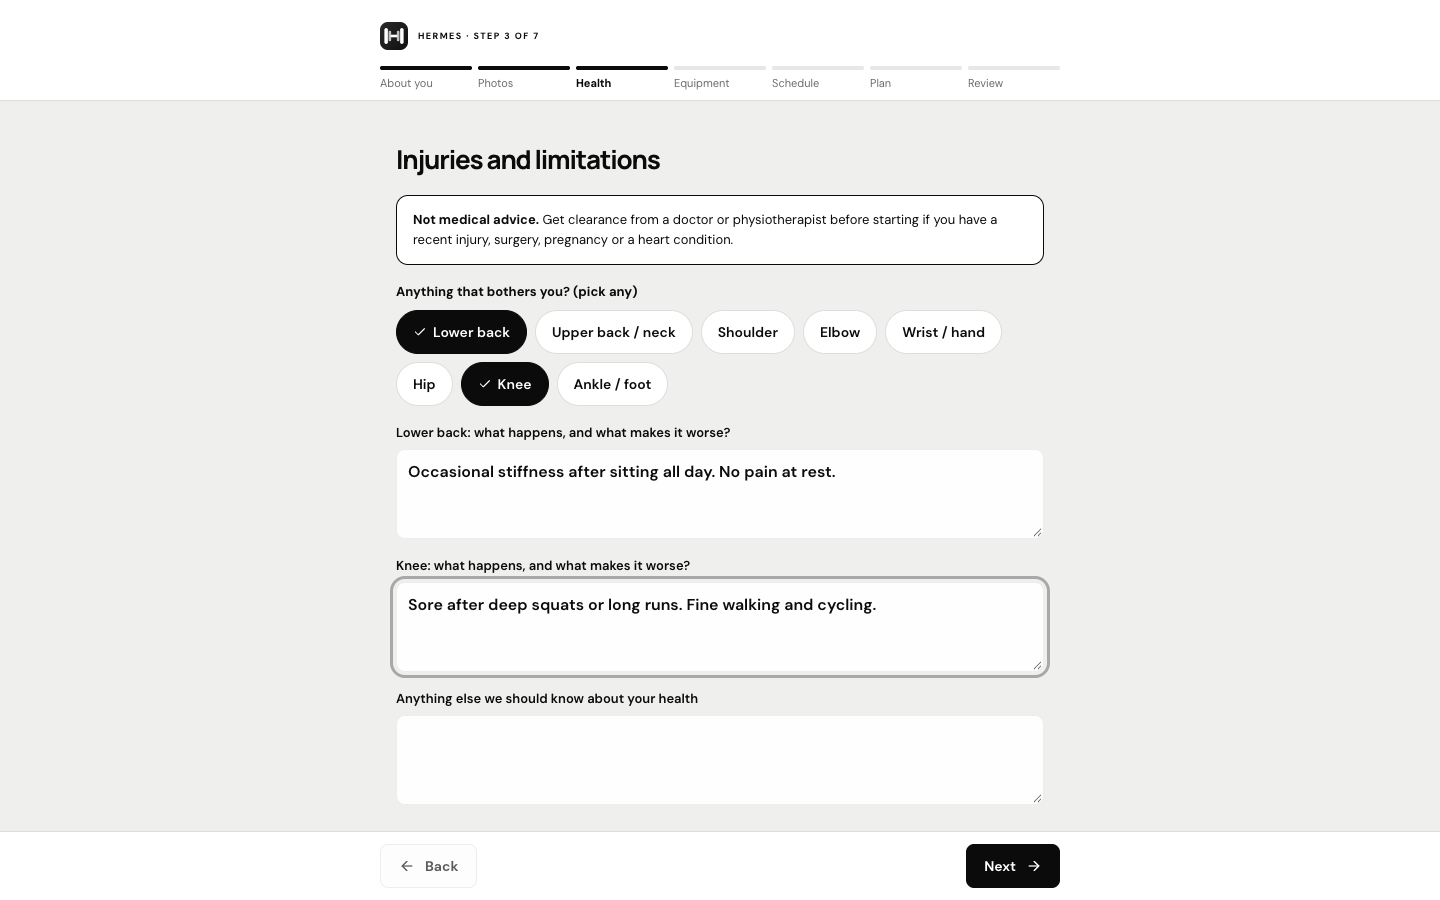 HERMES · STEP 3 OF 7
About you
Photos
Health
Equipment
Schedule
Plan
Review
Injuries and limitations
Not medical advice. Get clearance from a doctor or physiotherapist before starting if you have a
recent injury, surgery, pregnancy or a heart condition.
Anything that bothers you? (pick any)
Lower back
Upper back / neck
Shoulder
Elbow
Wrist / hand
Hip
Knee
Ankle / foot
Lower back: what happens, and what makes it worse?
Occasional stiffness after sitting all day. No pain at rest.
Knee: what happens, and what makes it worse?
Sore after deep squats or long runs. Fine walking and cycling.
Anything else we should know about your health
Back
Next